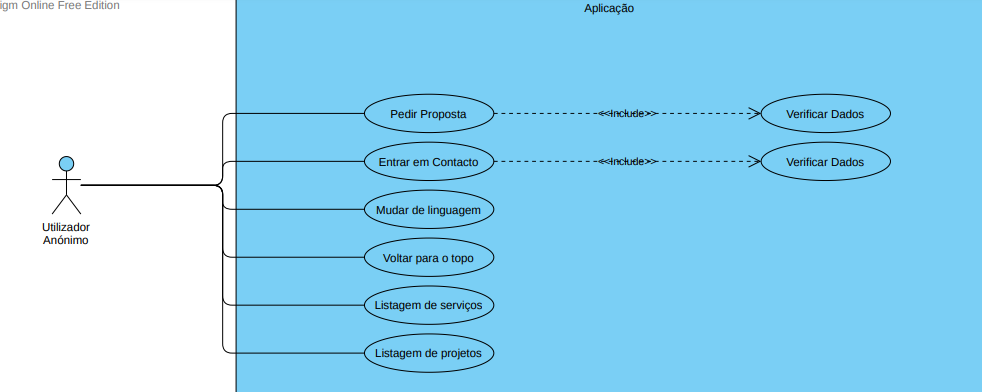 igm Online Free Edition
Aplicação
Pedir Proposta
<<Include>>
Verificar Dados
Entrar em Contacto
<<Include>>
Verificar Dados
Mudar de linguagem
Utilizador
Anónimo
Voltar para o topo
Listagem de serviços
Listagem de projetos